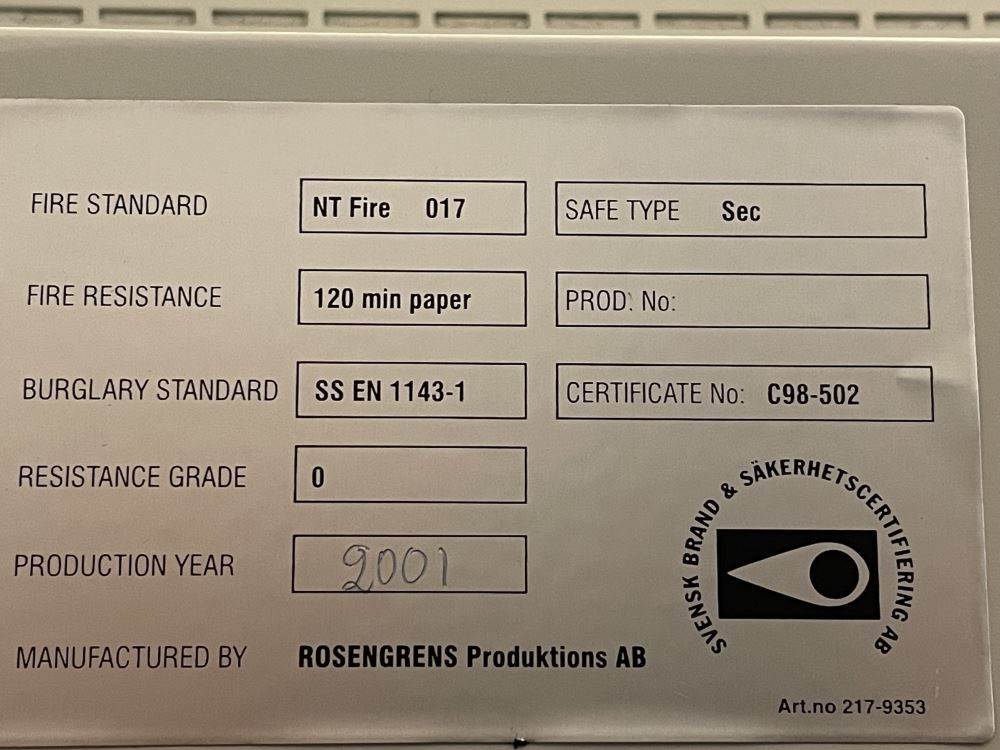 FIRE STANDARD NT Fire 017 SAFE TYPE Sec
FIRE RESISTANCE 120 min paper PROD. No:
BURGLARY STANDARD SS EN 1143-1 CERTIFICATE No: C98-502
RESISTANCE GRADE 0
PRODUCTION YEAR 2001
MANUFACTURED BY ROSENGRENS Produktions AB
SVENSK BRAND & SÄKERHETSCERTIFIERING AB
Art.no 217-9353